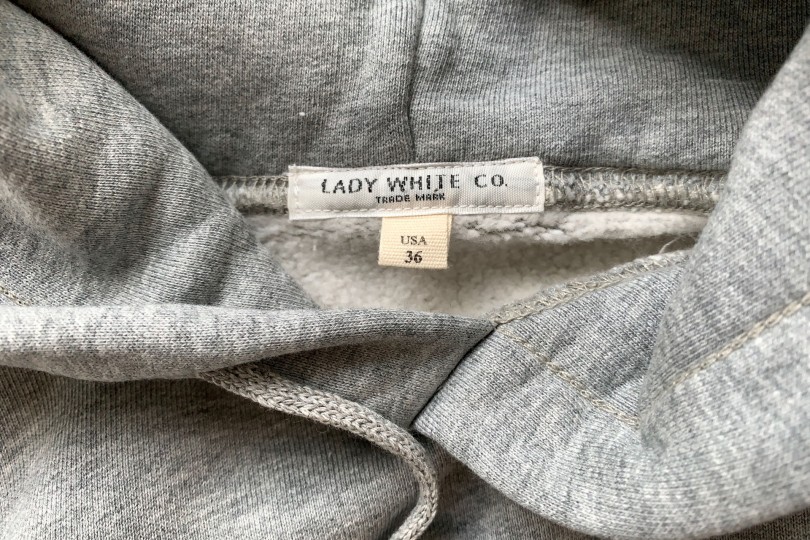 LADY WHITE CO.
TRADE MARK
USA
36